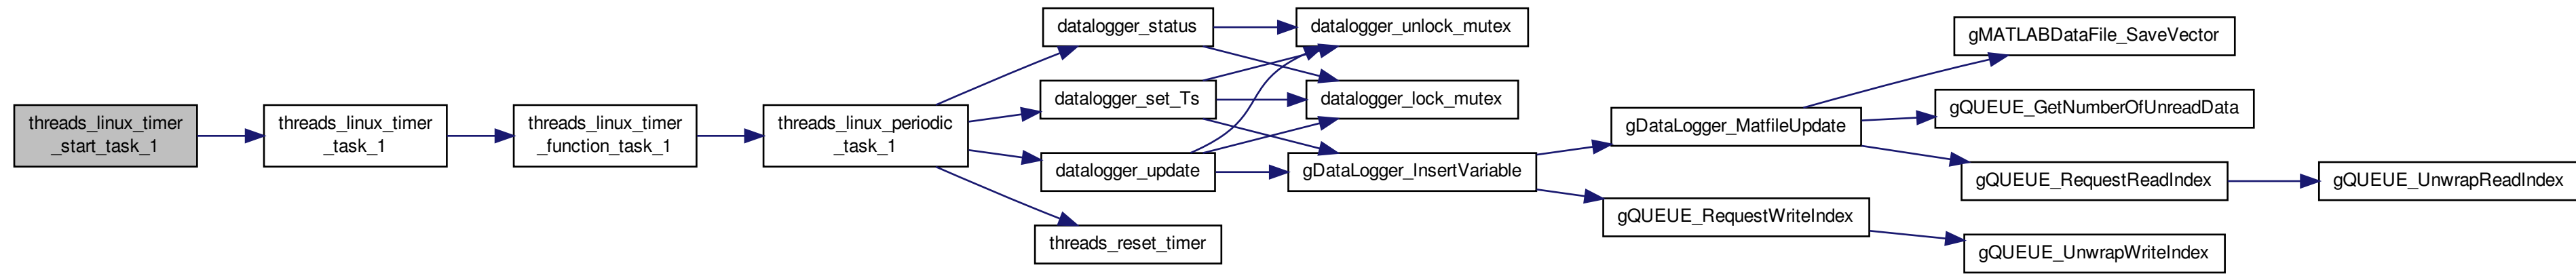 threads_linux_timer
_start_task_1
threads_linux_timer
_task_1
threads_linux_timer
_function_task_1
threads_linux_periodic
_task_1
datalogger_status
datalogger_set_Ts
datalogger_update
threads_reset_timer
datalogger_unlock_mutex
datalogger_lock_mutex
gDataLogger_InsertVariable
gDataLogger_MatfileUpdate
gQUEUE_RequestWriteIndex
gMATLABDataFile_SaveVector
gQUEUE_GetNumberOfUnreadData
gQUEUE_RequestReadIndex
gQUEUE_UnwrapWriteIndex
gQUEUE_UnwrapReadIndex